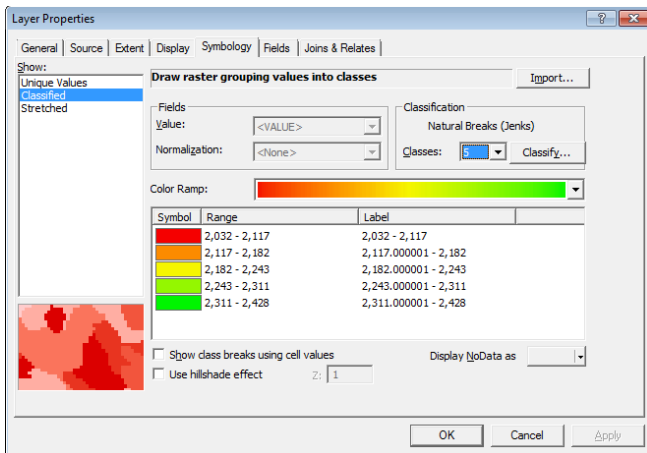 Layer Properties
General Source Extent Display Symbology Fields Joins & Relates
Show:
Unique Values
Classified
Stretched
Draw raster grouping values into classes
Import...
Fields
Value: <VALUE>
Normalization: <None>
Classification
Natural Breaks (Jenks)
Classes: 5 Classify...
Color Ramp:
Symbol Range Label
2,032 - 2,117 2,032 - 2,117
2,117 - 2,182 2,117.000001 - 2,182
2,182 - 2,243 2,182.000001 - 2,243
2,243 - 2,311 2,243.000001 - 2,311
2,311 - 2,428 2,311.000001 - 2,428
Show class breaks using cell values
Display NoData as
Use hillshade effect Z: 1
OK Cancel Apply